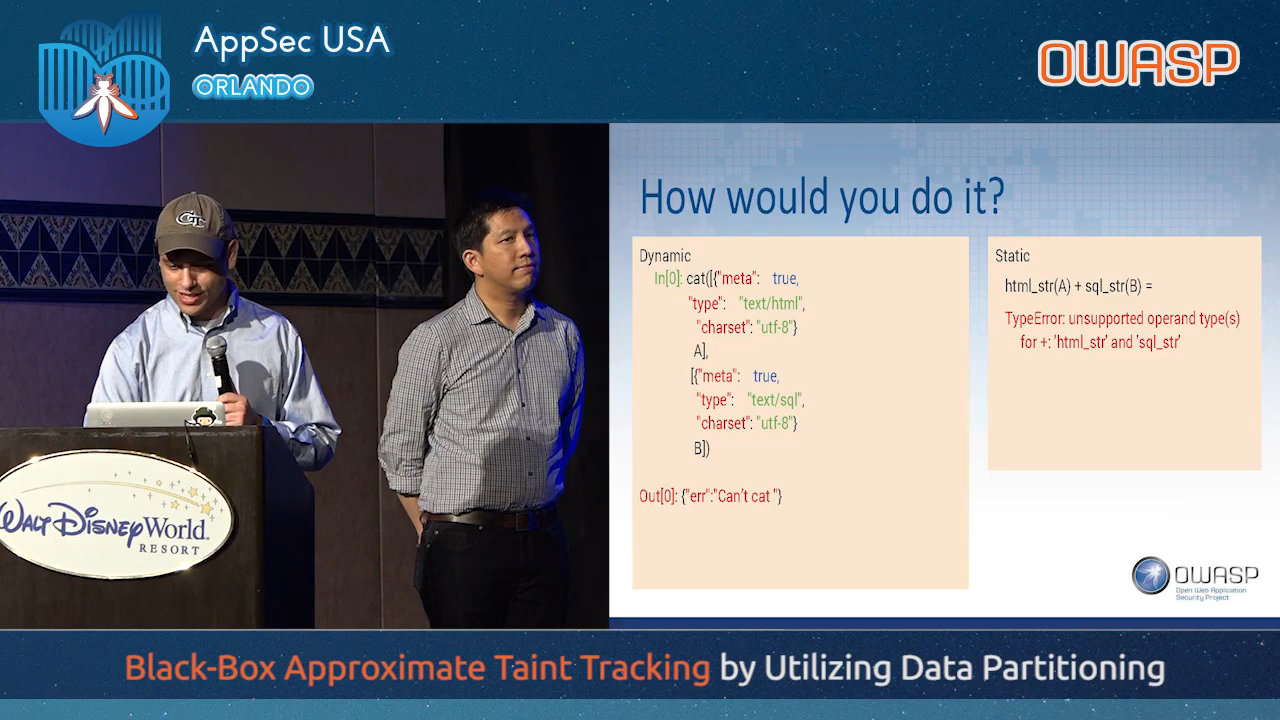 AppSec USA
ORLANDO
OWASP
GT
How would you do it?
Dynamic
In[0]: cat([{"meta": true,
"type": "text/html",
"charset": "utf-8"}
A],
[{"meta": true,
"type": "text/sql",
"charset": "utf-8"}
B])
Out[0]: {"err":"Can't cat "}
Static
html_str(A) + sql_str(B) =
TypeError: unsupported operand type(s)
for +: 'html_str' and 'sql_str'
WALT DISNEY World.
RESORT
OWASP
Open Web Application
Security Project
Black-Box Approximate Taint Tracking by Utilizing Data Partitioning